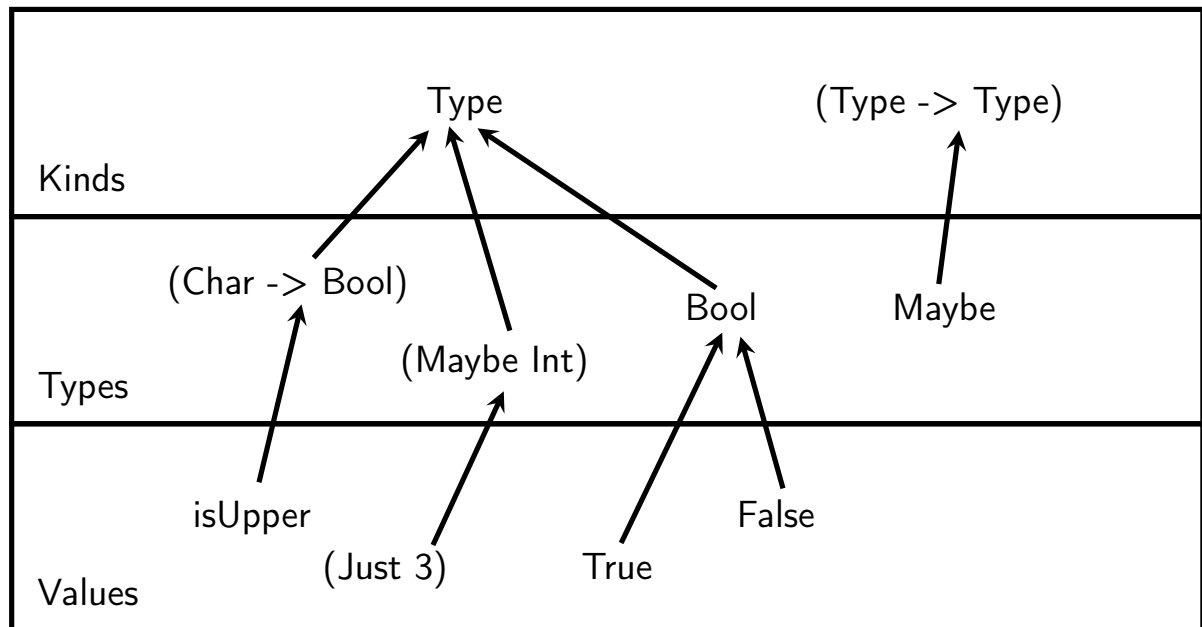 Type
(Type -> Type)
Kinds
(Char -> Bool)
Bool
Maybe
(Maybe Int)
Types
isUpper
False
(Just 3)
True
Values